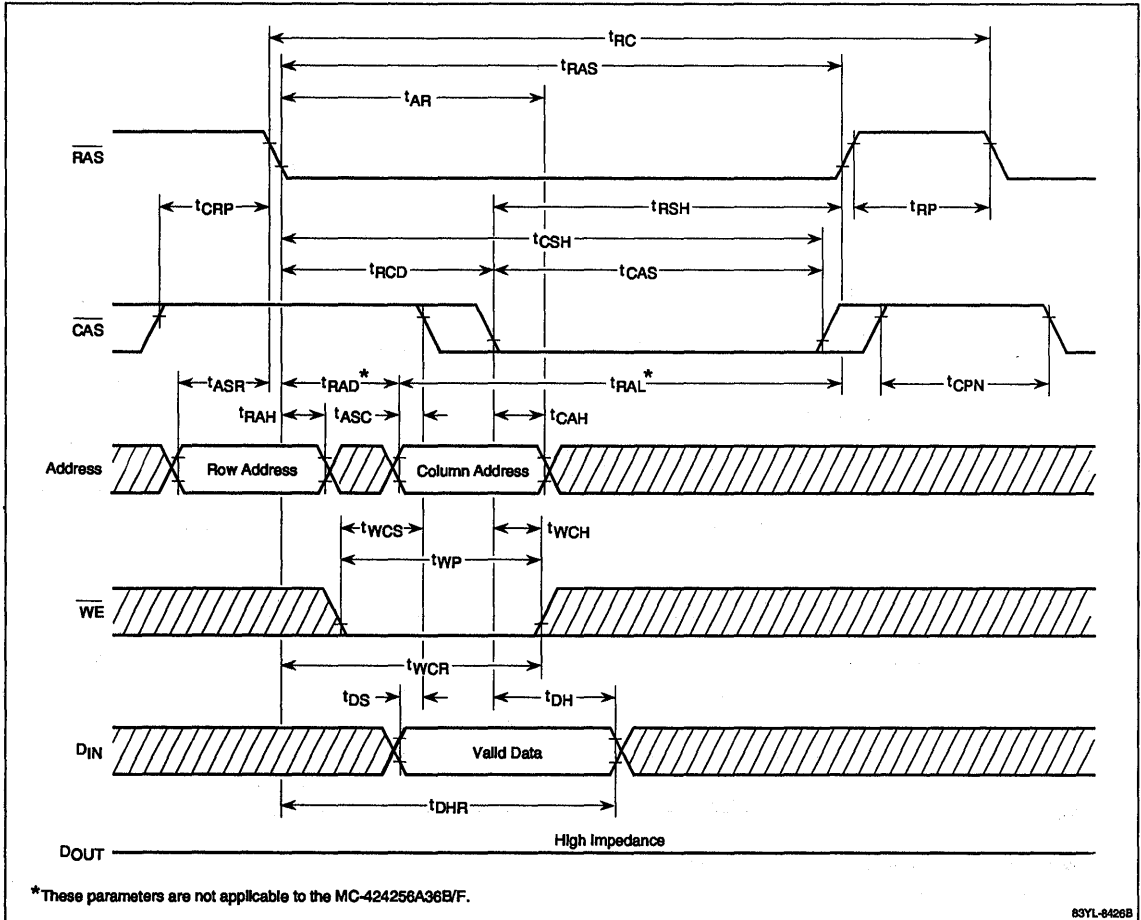 tRC
tRAS
tAR
RAS
tCRP
tRSH
tRP
tCSH
tRCD
tCAS
CAS
tASR
tRAD*
tRAL*
tCPN
tRAH
tASC
tCAH
Address
Row Address
Column Address
tWCS
tWCH
tWP
WE
tWCR
tDS
tDH
DIN
Valid Data
tDHR
High Impedance
DOUT
*These parameters are not applicable to the MC-424256A36B/F.
83YL-8426B